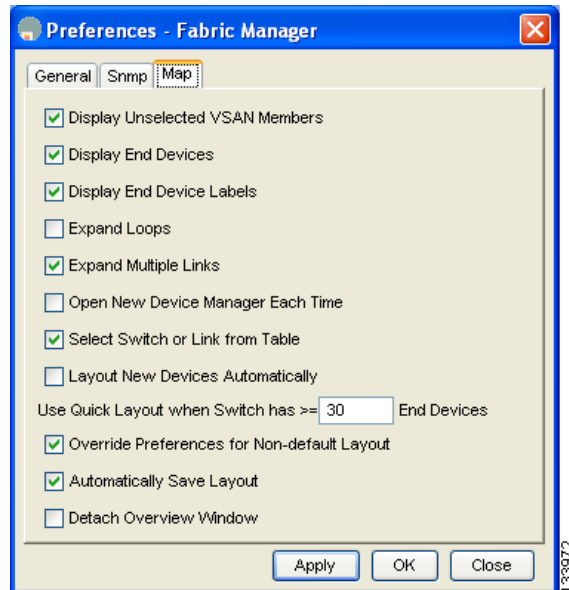 Preferences - Fabric Manager
General Snmp Map
Display Unselected VSAN Members
Display End Devices
Display End Device Labels
Expand Loops
Expand Multiple Links
Open New Device Manager Each Time
Select Switch or Link from Table
Layout New Devices Automatically
Use Quick Layout when Switch has >= 30 End Devices
Override Preferences for Non-default Layout
Automatically Save Layout
Detach Overview Window
Apply OK Close
133972